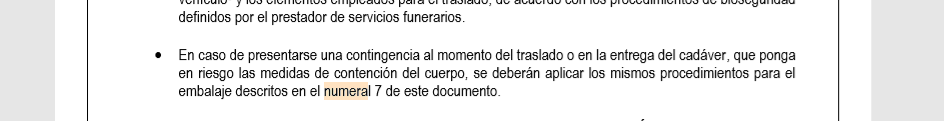 vehículo y los elementos empleados para el traslado, de acuerdo con los procedimientos de bioseguridad
definidos por el prestador de servicios funerarios.
• En caso de presentarse una contingencia al momento del traslado o en la entrega del cadáver, que ponga
en riesgo las medidas de contención del cuerpo, se deberán aplicar los mismos procedimientos para el
embalaje descritos en el numeral 7 de este documento.